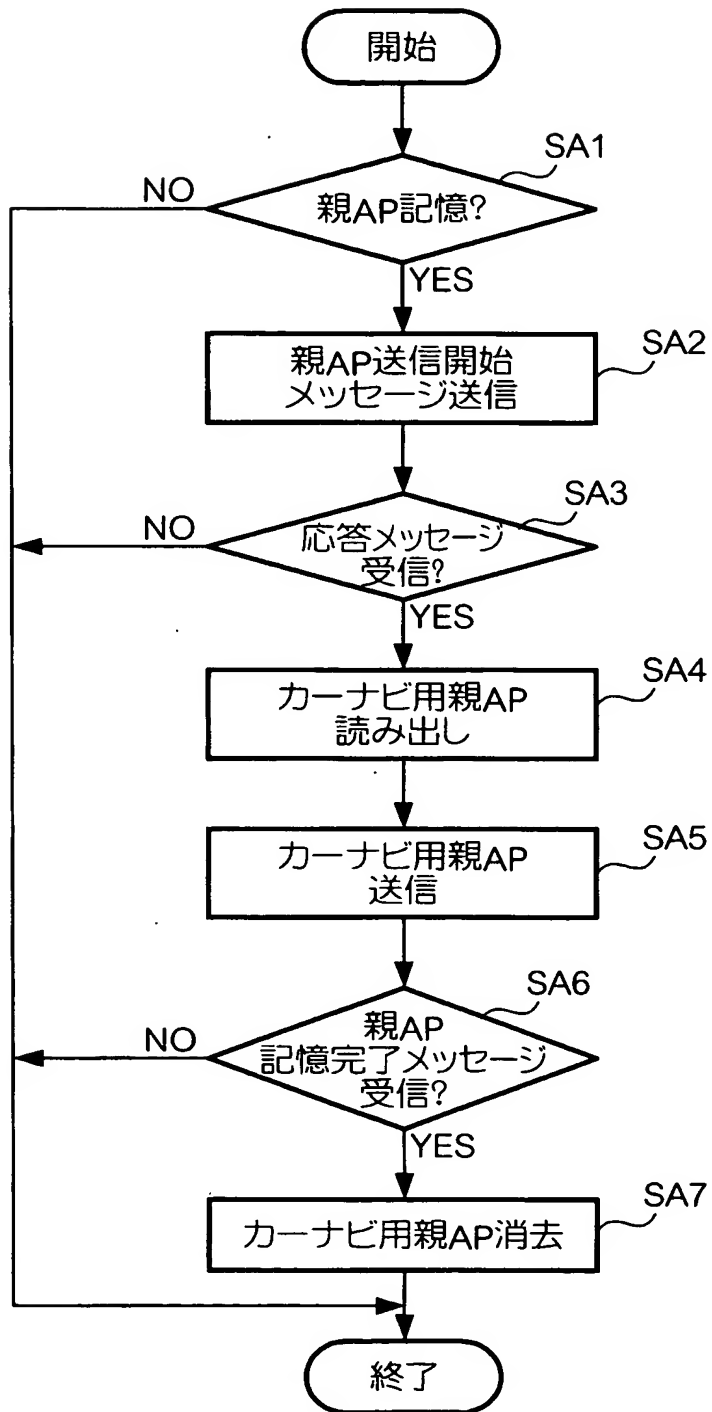 開始
SA1
NO
親AP記憶?
YES
SA2
親AP送信開始
メッセージ送信
SA3
NO
応答メッセージ
受信?
YES
SA4
カーナビ用親AP
読み出し
SA5
カーナビ用親AP
送信
SA6
NO
親AP
記憶完了メッセージ
受信?
YES
SA7
カーナビ用親AP消去
終了